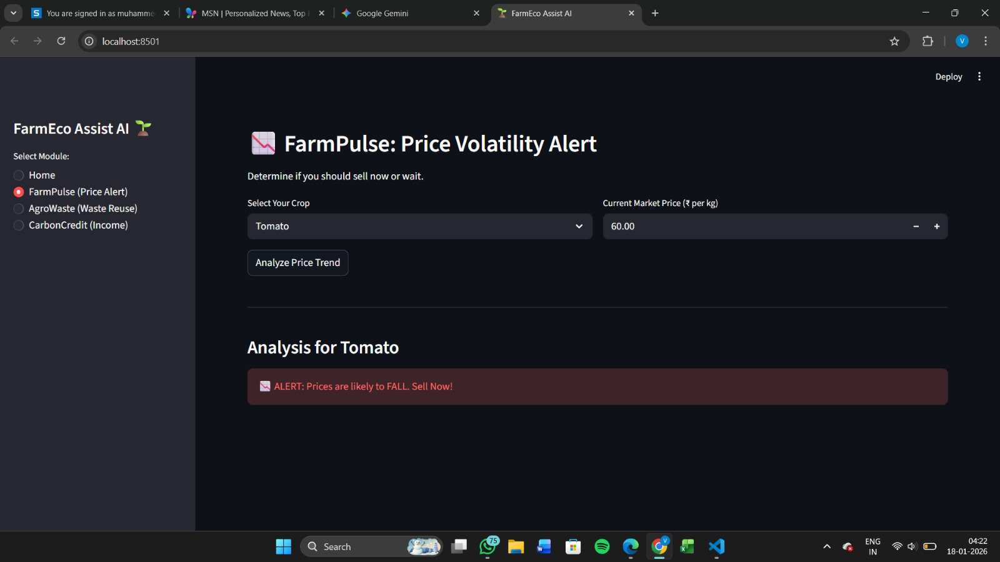 You are signed in as muhamme
MSN | Personalized News, Top
Google Gemini
FarmEco Assist AI
localhost:8501
V
Deploy
FarmEco Assist AI
Select Module:
Home
FarmPulse (Price Alert)
AgroWaste (Waste Reuse)
CarbonCredit (Income)
FarmPulse: Price Volatility Alert
Determine if you should sell now or wait.
Select Your Crop
Current Market Price (₹ per kg)
Tomato
60.00
Analyze Price Trend
Analysis for Tomato
ALERT: Prices are likely to FALL. Sell Now!
Search
75
ENG
IN
04:22
18-01-2026